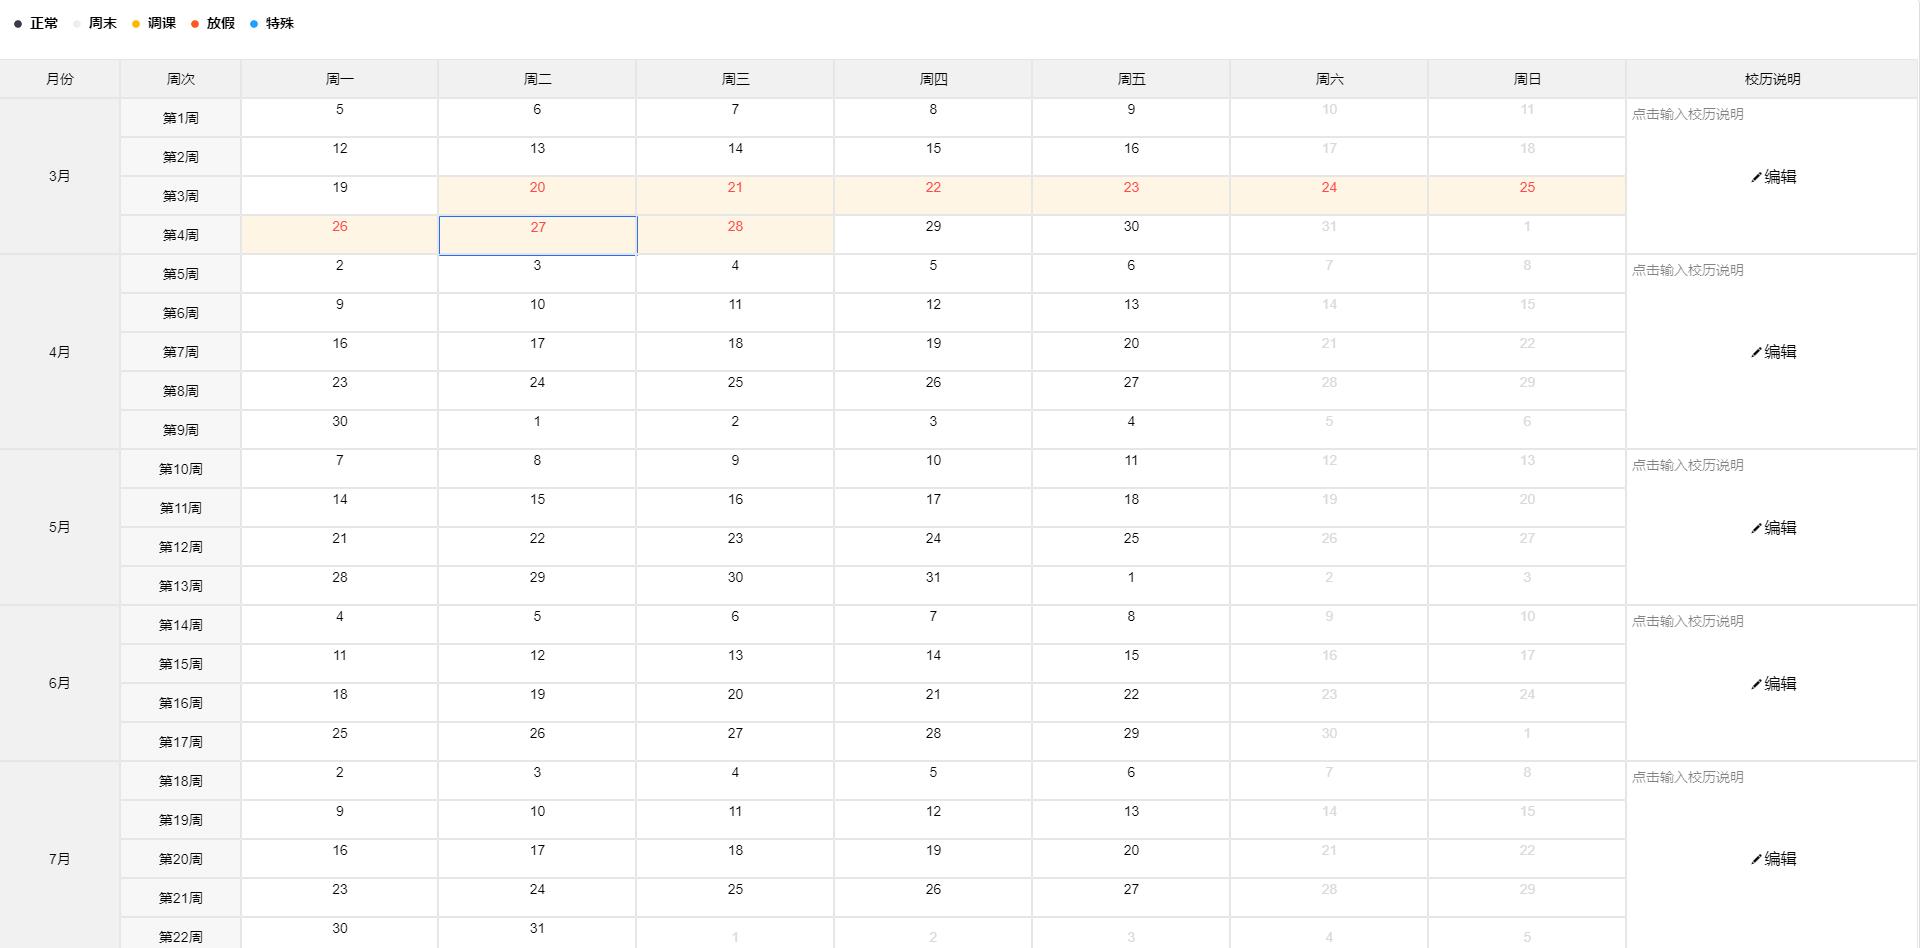 正常 周末 调课 放假 特殊
月份 周次 周一 周二 周三 周四 周五 周六 周日 校历说明
3月 第1周 5 6 7 8 9 10 11 点击输入校历说明
第2周 12 13 14 15 16 17 18
编辑
第3周 19 20 21 22 23 24 25
第4周 26 27 28 29 30 31 1
4月 第5周 2 3 4 5 6 7 8 点击输入校历说明
第6周 9 10 11 12 13 14 15
第7周 16 17 18 19 20 21 22 编辑
第8周 23 24 25 26 27 28 29
第9周 30 1 2 3 4 5 6
5月 第10周 7 8 9 10 11 12 13 点击输入校历说明
第11周 14 15 16 17 18 19 20
编辑
第12周 21 22 23 24 25 26 27
第13周 28 29 30 31 1 2 3
6月 第14周 4 5 6 7 8 9 10 点击输入校历说明
第15周 11 12 13 14 15 16 17
编辑
第16周 18 19 20 21 22 23 24
第17周 25 26 27 28 29 30 1
7月 第18周 2 3 4 5 6 7 8 点击输入校历说明
第19周 9 10 11 12 13 14 15
第20周 16 17 18 19 20 21 22 编辑
第21周 23 24 25 26 27 28 29
第22周 30 31 1 2 3 4 5